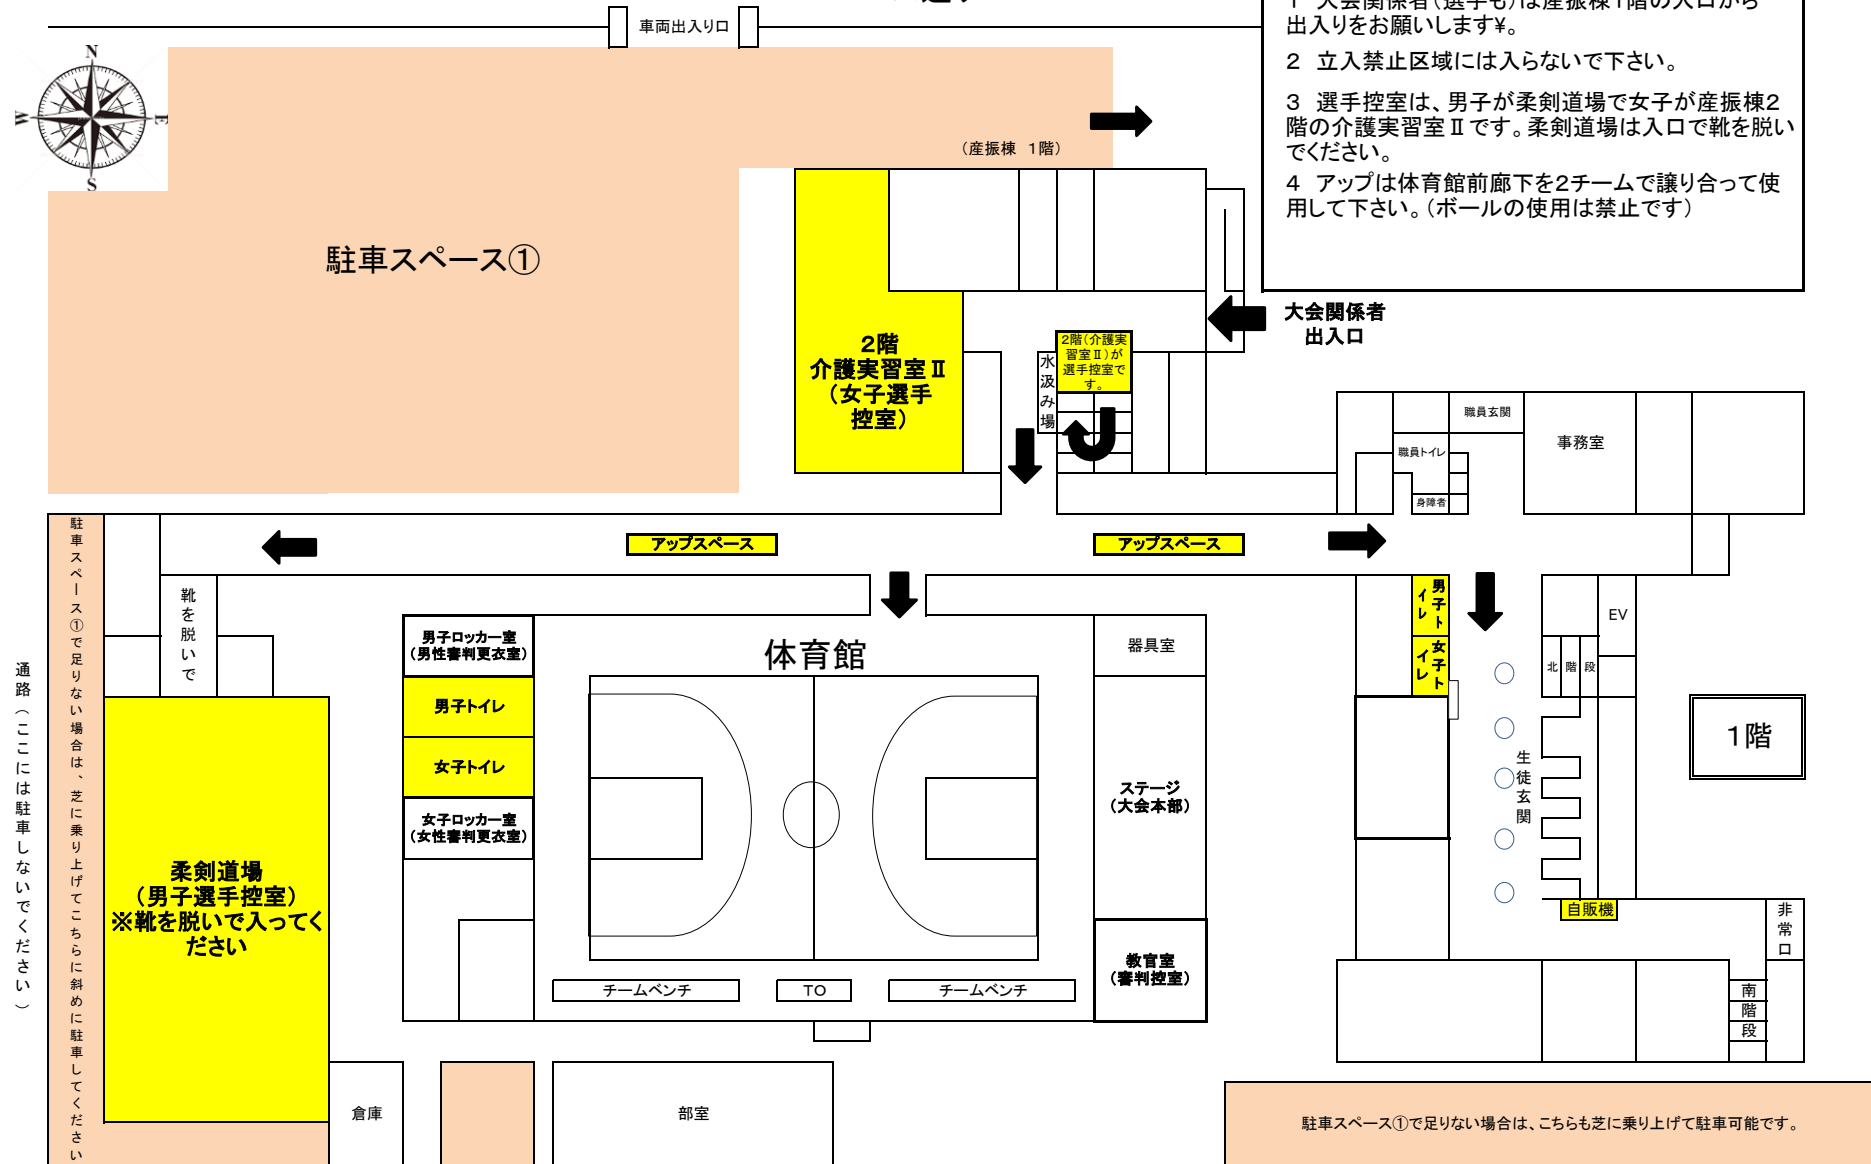 車両出入り口
N
W
E
S
1 大会関係者(選手も)は産振棟1階の入口から
出入りをお願いします¥。
2 立入禁止区域には入らないで下さい。
3 選手控室は、男子が柔剣道場で女子が産振棟2
階の介護実習室Ⅱです。柔剣道場は入口で靴を脱い
でください。
4 アップは体育館前廊下を2チームで譲り合って使
用して下さい。(ボールの使用は禁止です)
(産振棟 1階)
駐車スペース①
大会関係者
出入口
2階
介護実習室Ⅱ
(女子選手
控室)
水汲み場
2階(介護実
習室Ⅱ)が
選手控室で
す。
職員玄関
職員トイレ
身障者
事務室
アップスペース
アップスペース
駐車スペース①で足りない場合は、芝に乗り上げてこちらに斜めに駐車してください
通路(ここには駐車しないでください)
靴を脱いで
男子ロッカー室
(男性審判更衣室)
男子トイレ
女子トイレ
女子ロッカー室
(女性審判更衣室)
体育館
器具室
ステージ
(大会本部)
教官室
(審判控室)
チームベンチ
TO
チームベンチ
男子ト
イレ
女子ト
イレ
EV
北階段
生徒玄関
1階
自販機
非常口
南階段
柔剣道場
(男子選手控室)
※靴を脱いで入ってく
ださい
倉庫
部室
駐車スペース①で足りない場合は、こちらも芝に乗り上げて駐車可能です。